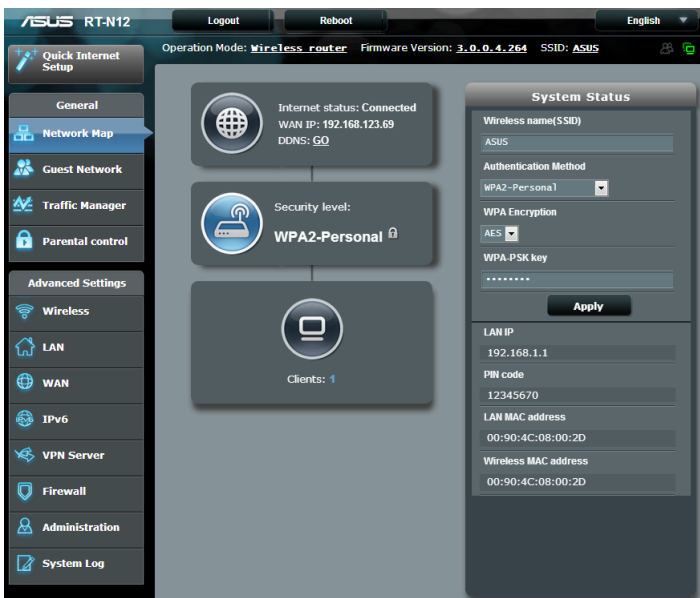 ASUS RT-N12
Logout
Reboot
English
Quick Internet
Setup
Operation Mode: Wireless router Firmware Version: 3.0.0.4.264 SSID: ASUS
General
Network Map
Guest Network
Traffic Manager
Parental control
Advanced Settings
Wireless
LAN
WAN
IPv6
VPN Server
Firewall
Administration
System Log
Internet status: Connected
WAN IP: 192.168.123.69
DDNS: GO
Security level:
WPA2-Personal
Clients: 1
System Status
Wireless name(SSID)
ASUS
Authentication Method
WPA2-Personal
WPA Encryption
AES
WPA-PSK key
••••••••
Apply
LAN IP
192.168.1.1
PIN code
12345670
LAN MAC address
00:90:4C:08:00:2D
Wireless MAC address
00:90:4C:08:00:2D